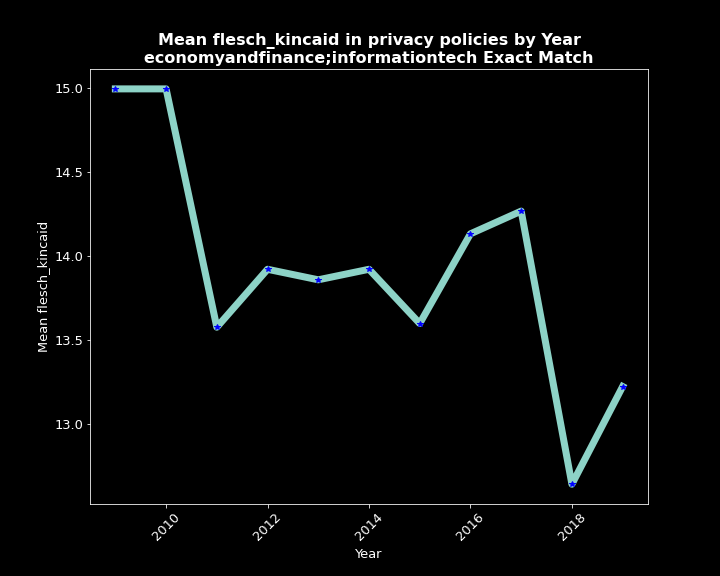 Mean flesch_kincaid in privacy policies by Year
economyandfinance;informationtech Exact Match
15.0
14.5
14.0
13.5
13.0
Mean flesch_kincaid
2010
2012
2014
2016
2018
Year